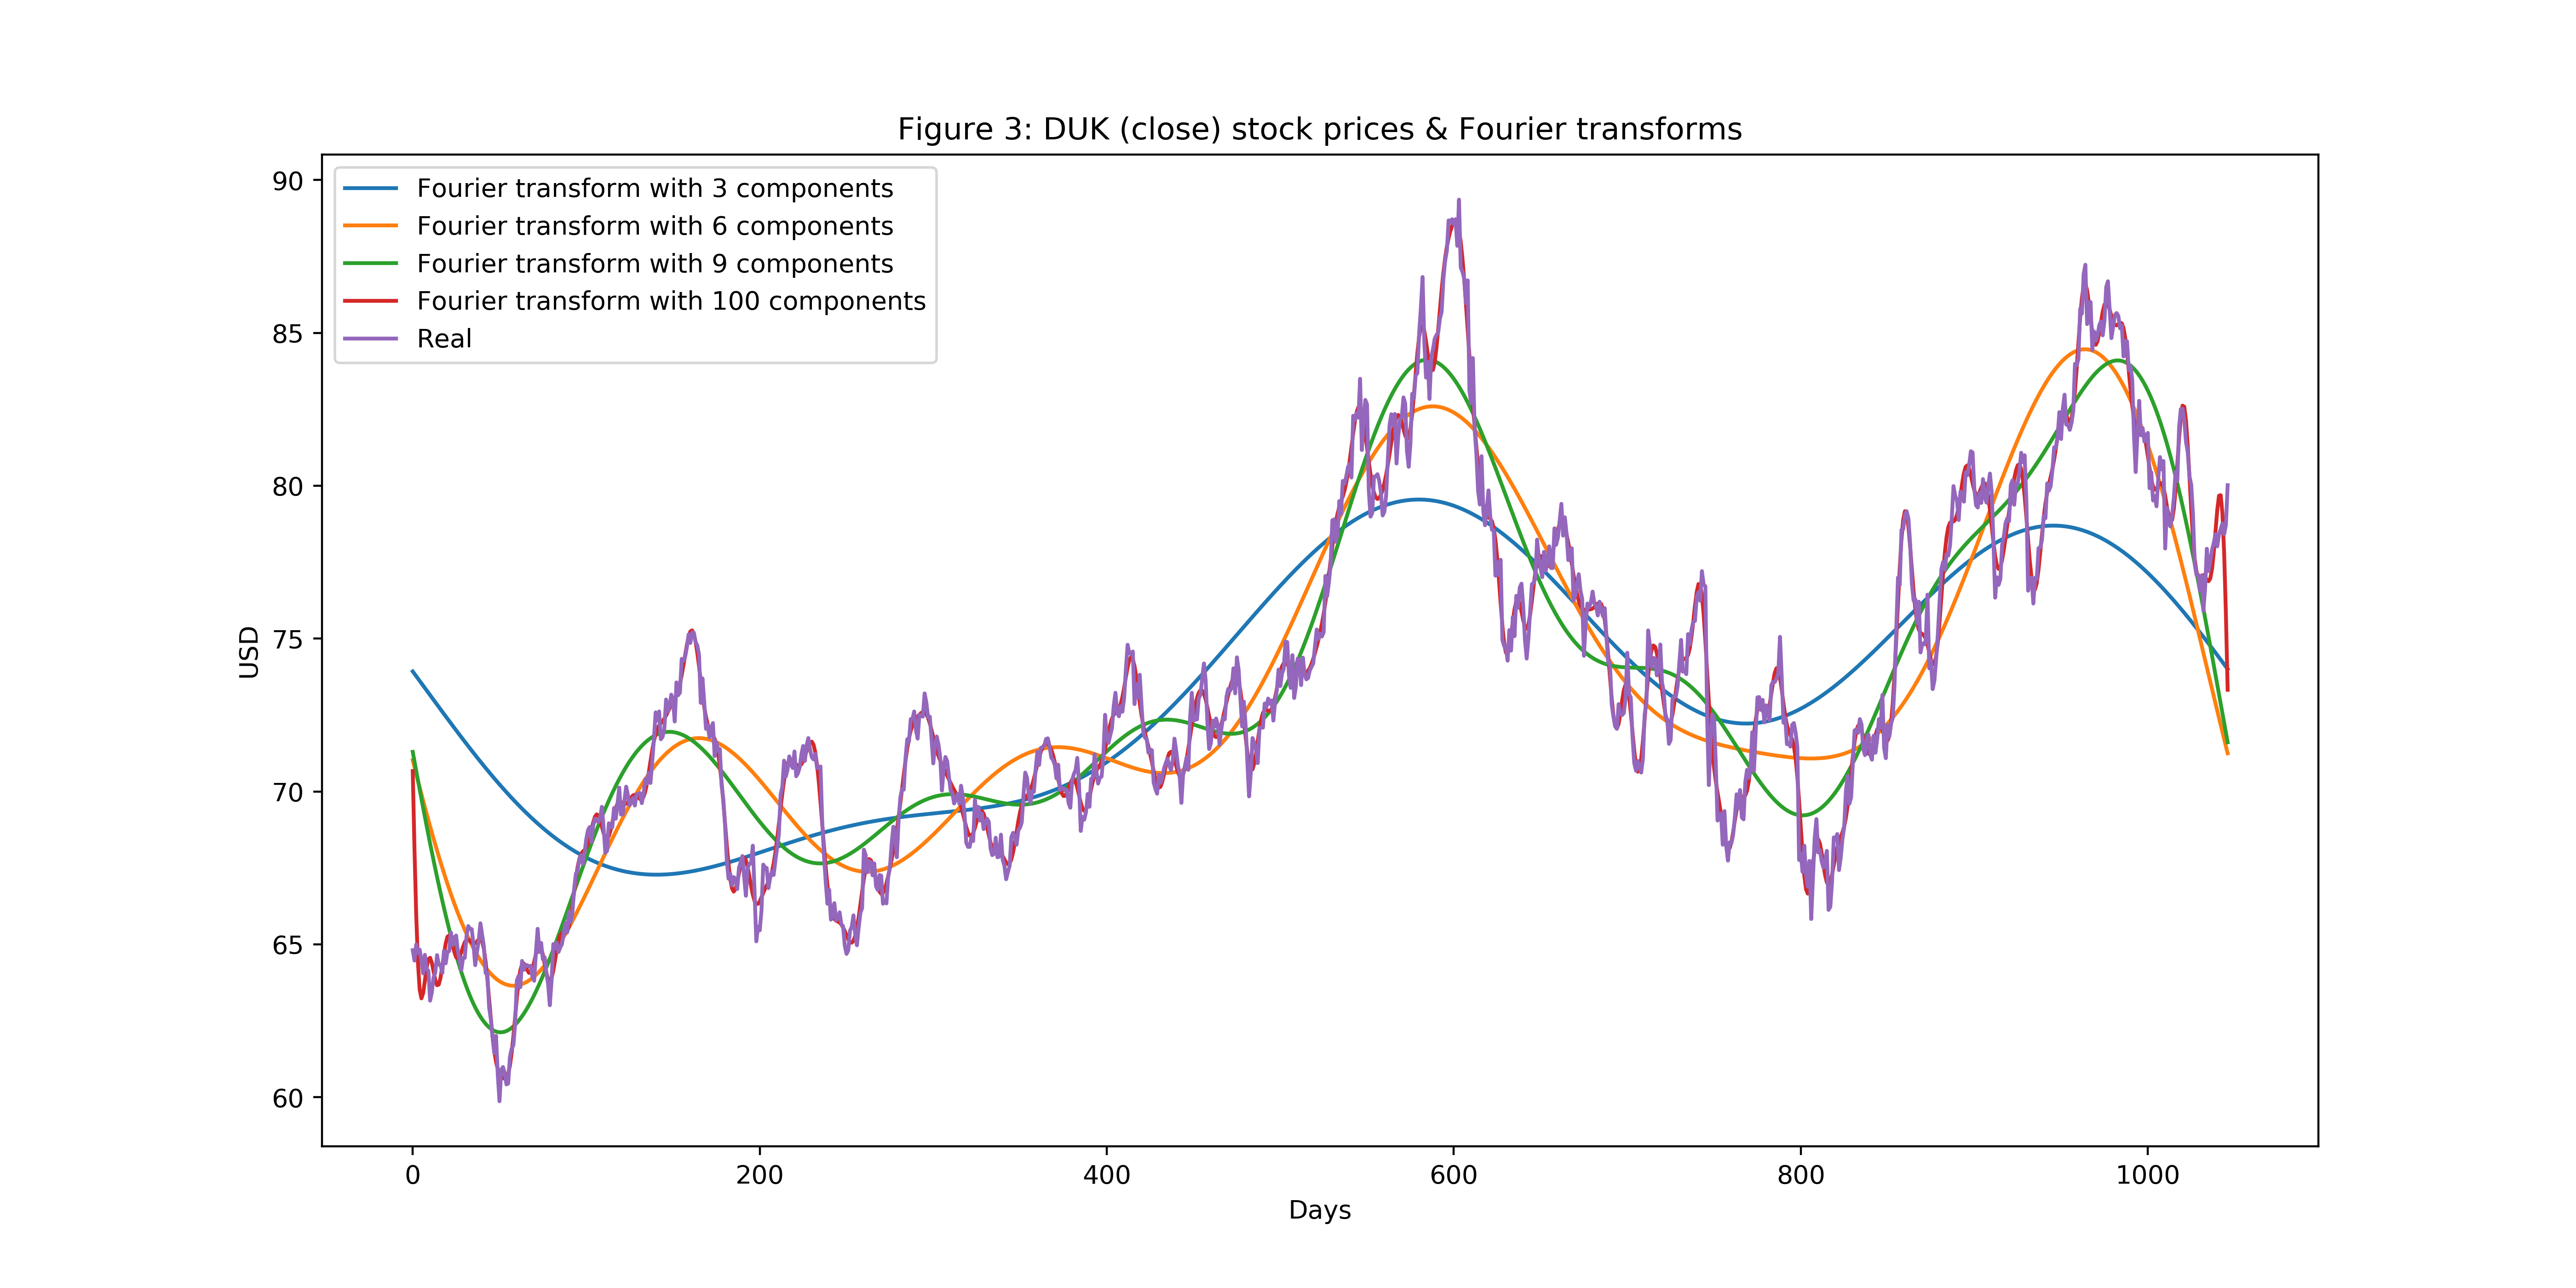 Figure 3: DUK (close) stock prices & Fourier transforms
Fourier transform with 3 components
Fourier transform with 6 components
Fourier transform with 9 components
Fourier transform with 100 components
Real
90
85
80
75
70
65
60
USD
0 200 400 600 800 1000
Days